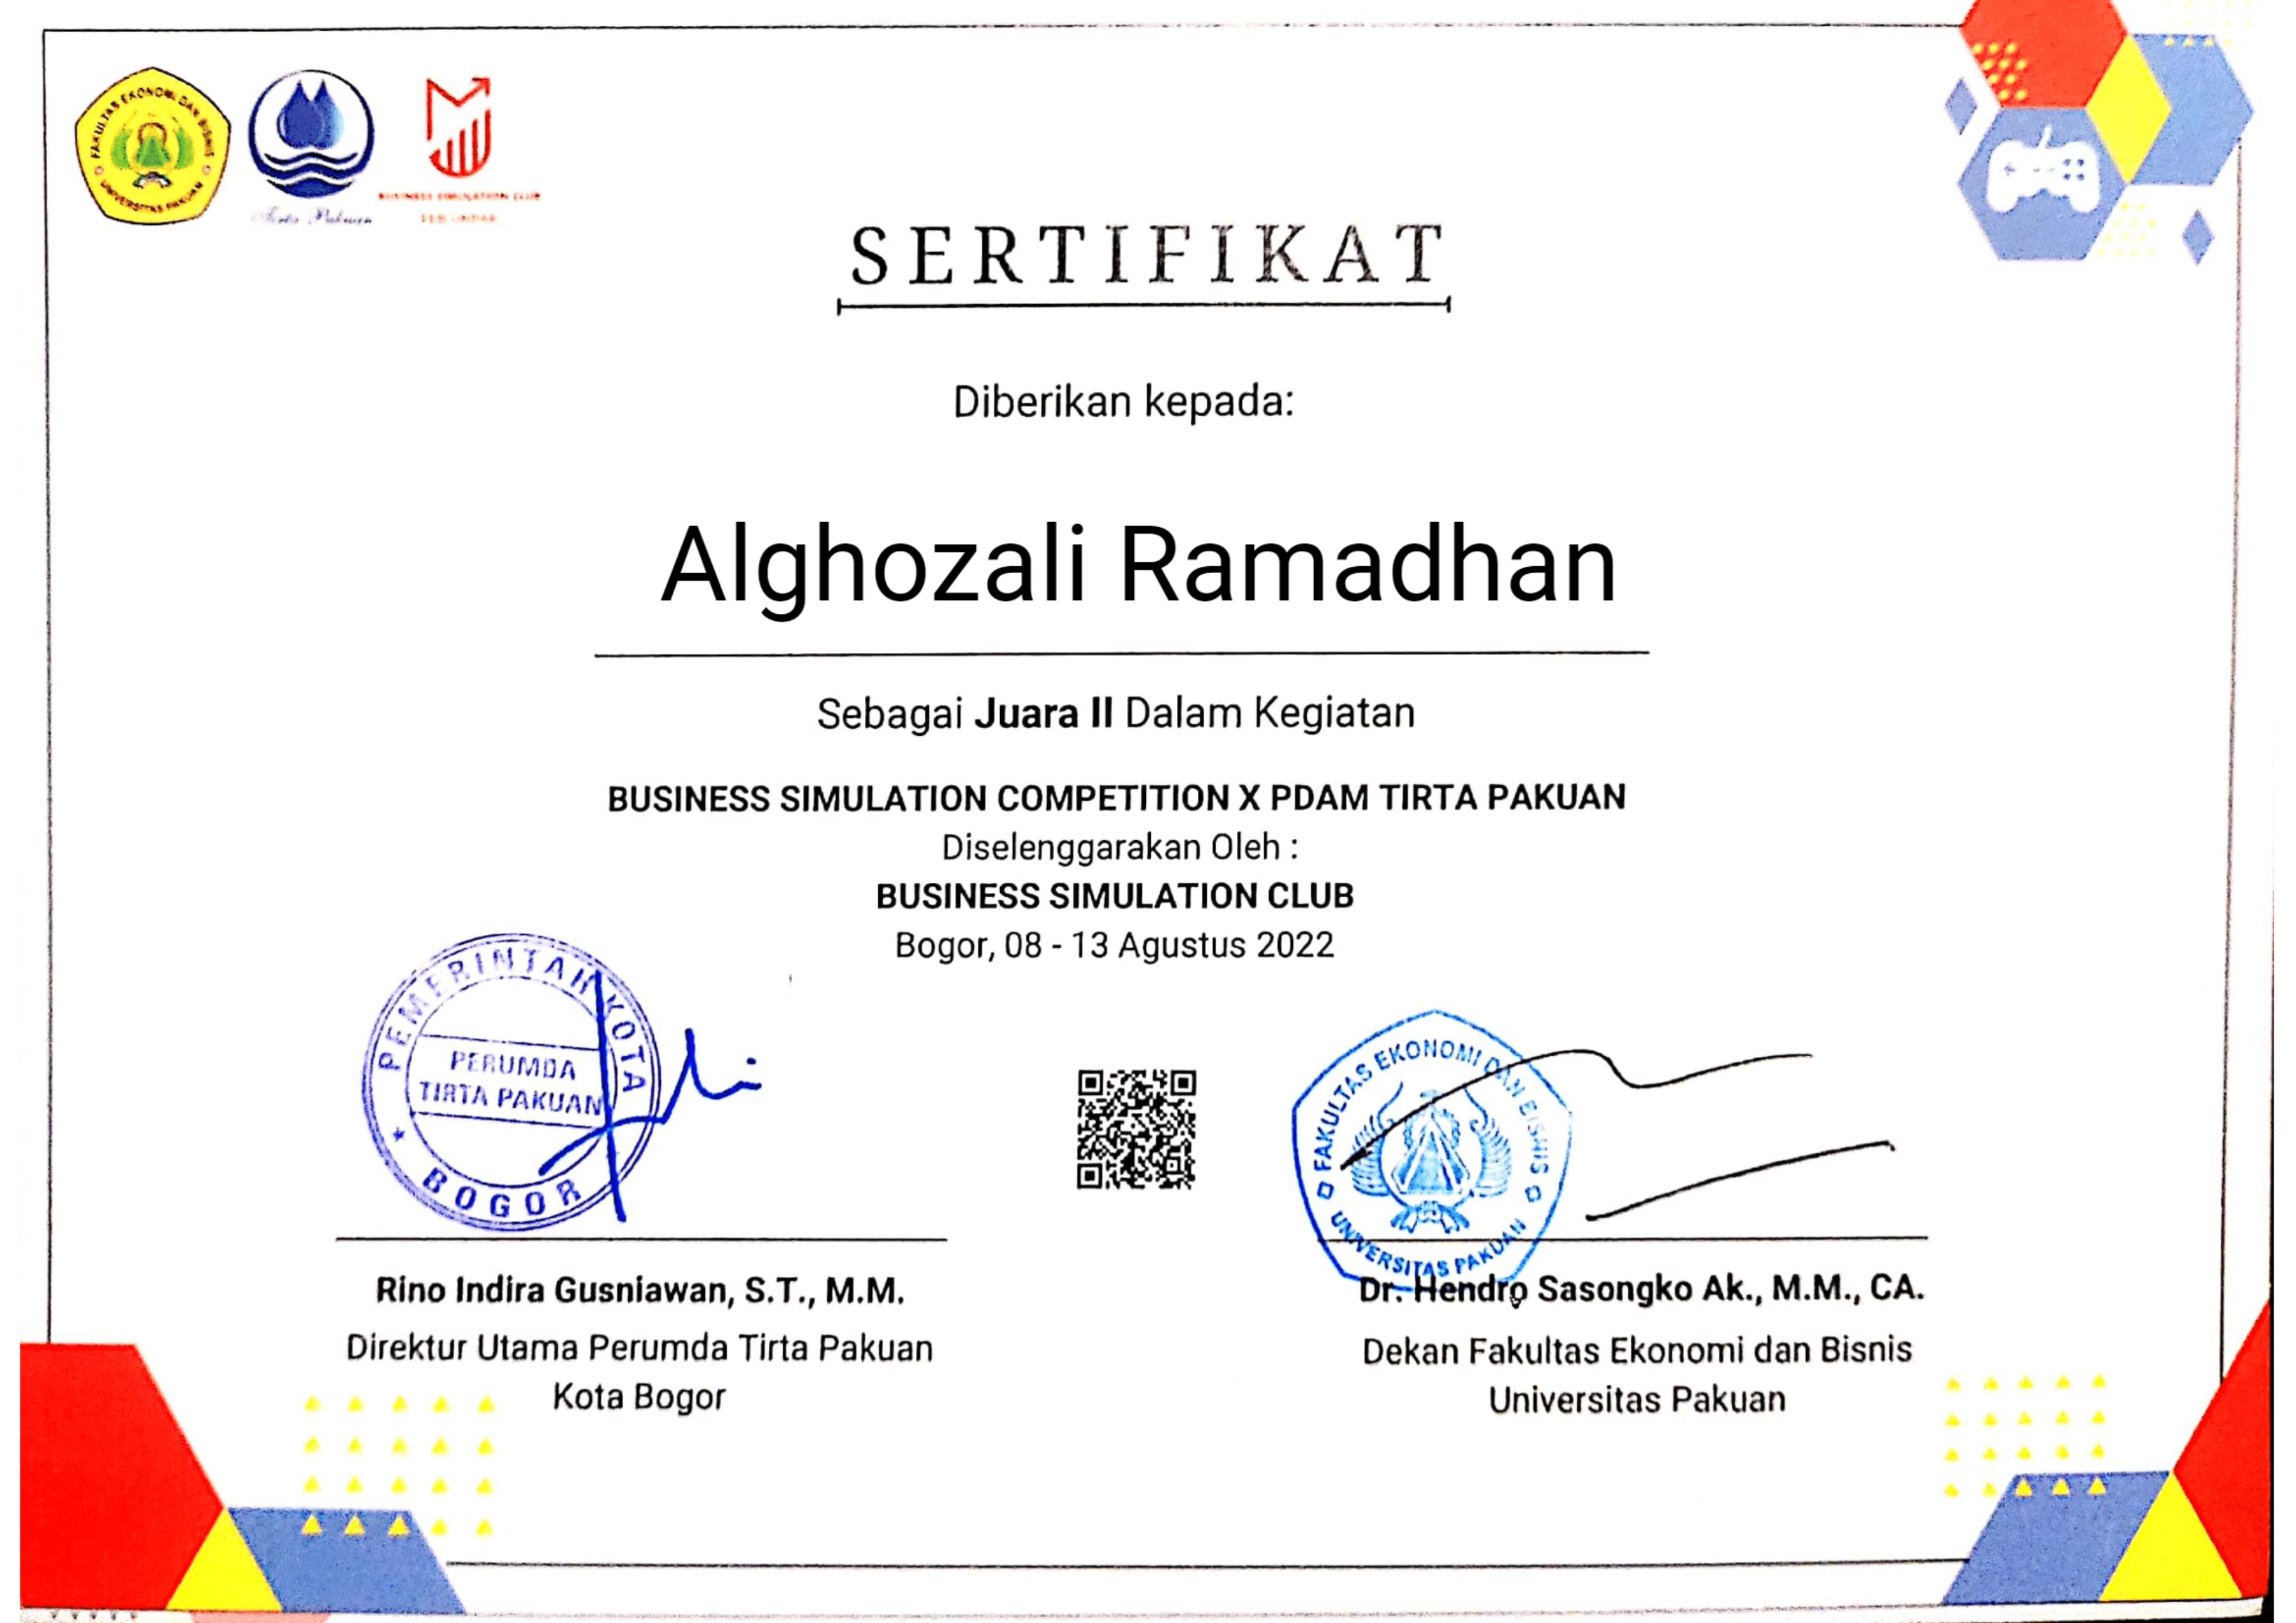 FAKULTAS EKONOMI DAN BISNIS
UNIVERSITAS PAKUAN
Tirta Pakuan
BUSINESS SIMULATION CLUB
FEB UNPAK
SERTIFIKAT
Diberikan kepada:
Alghozali Ramadhan
Sebagai Juara II Dalam Kegiatan
BUSINESS SIMULATION COMPETITION X PDAM TIRTA PAKUAN
Diselenggarakan Oleh :
BUSINESS SIMULATION CLUB
Bogor, 08 - 13 Agustus 2022
PEMERINTAH KOTA
PERUMDA
TIRTA PAKUAN
BOGOR
FAKULTAS EKONOMI DAN BISNIS
UNIVERSITAS PAKUAN
Rino Indira Gusniawan, S.T., M.M.
Direktur Utama Perumda Tirta Pakuan
Kota Bogor
Dr. Hendro Sasongko Ak., M.M., CA.
Dekan Fakultas Ekonomi dan Bisnis
Universitas Pakuan